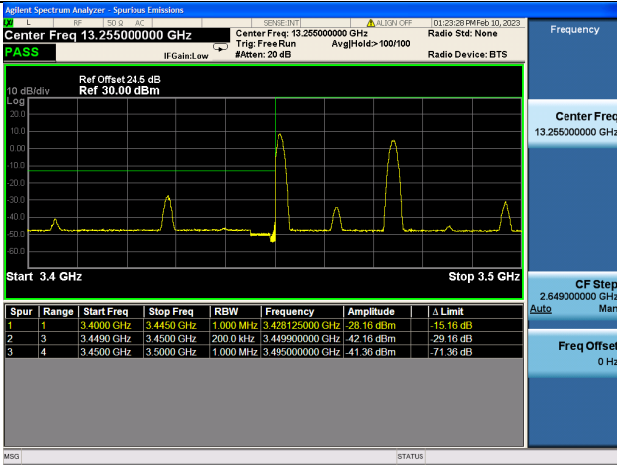 Agilent Spectrum Analyzer - Spurious Emissions
L RF 50 Ω AC SENSE:INT ALIGN OFF 01:23:28 PM Feb 10, 2023
Center Freq 13.255000000 GHz
Center Freq: 13.255000000 GHz
Radio Std: None
Trig: Free Run Avg|Hold:> 100/100
PASS
IFGain:Low
#Atten: 20 dB
Radio Device: BTS
Frequency
Ref Offset 24.5 dB
10 dB/div Ref 30.00 dBm
Log
20.0
10.0
0.00
-10.0
-20.0
-30.0
-40.0
-50.0
-60.0
Start 3.4 GHz Stop 3.5 GHz
Spur Range Start Freq Stop Freq RBW Frequency Amplitude Δ Limit
1 1 3.4000 GHz 3.4450 GHz 1.000 MHz 3.428125000 GHz -28.16 dBm -15.16 dB
2 3 3.4490 GHz 3.4500 GHz 200.0 kHz 3.449900000 GHz -42.16 dBm -29.16 dB
3 4 3.4500 GHz 3.5000 GHz 1.000 MHz 3.495000000 GHz -41.36 dBm -71.36 dB
Center Freq
13.255000000 GHz
CF Step
2.649000000 GHz
Auto Man
Freq Offset
0 Hz
MSG STATUS